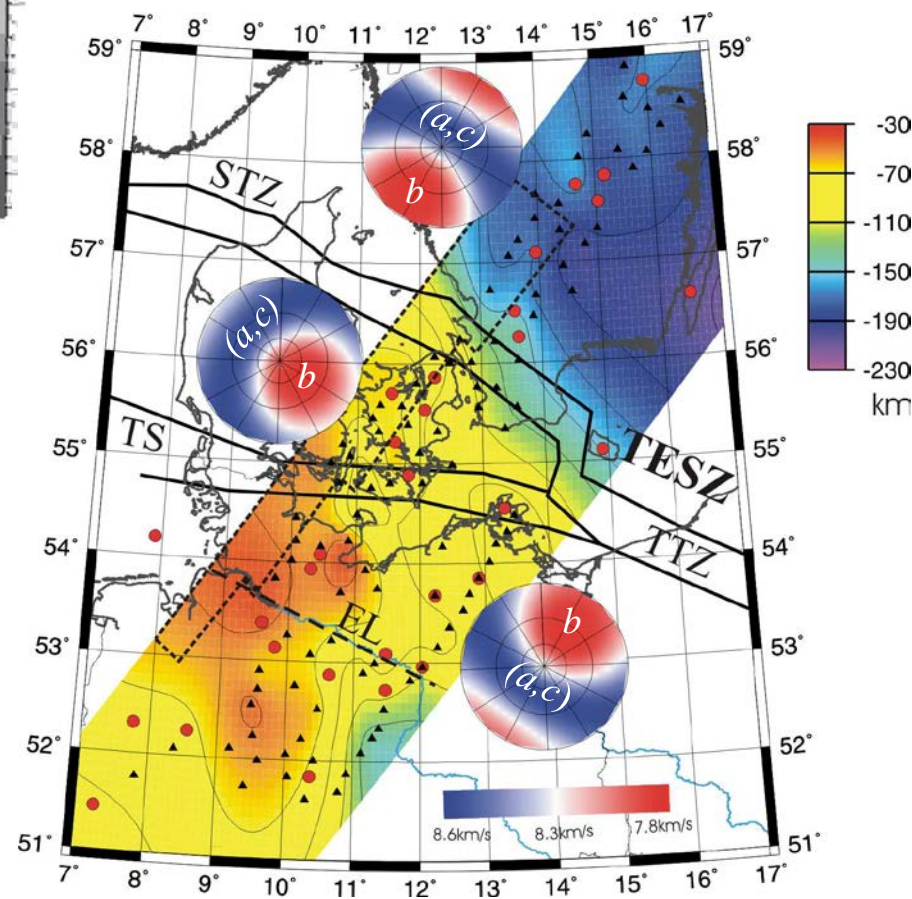 7° 8° 9° 10° 11° 12° 13° 14° 15° 16° 17°
59° 59°
58° 58°
57° 57°
56° 56°
55° 55°
54° 54°
53° 53°
52° 52°
51° 51°
7° 8° 9° 10° 11° 12° 13° 14° 15° 16° 17°
(a,c)
b
STZ
(a,c)
b
TS
TESZ
TTZ
EL
b
(a,c)
8.6km/s 8.3km/s 7.8km/s
-30
-70
-110
-150
-190
-230
km